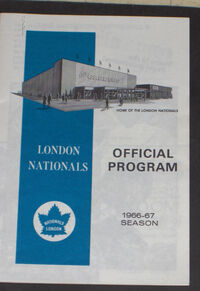 HOME OF THE LONDON NATIONALS
LONDON
NATIONALS
OFFICIAL
PROGRAM
1966-67
SEASON
NATIONALS
LONDON